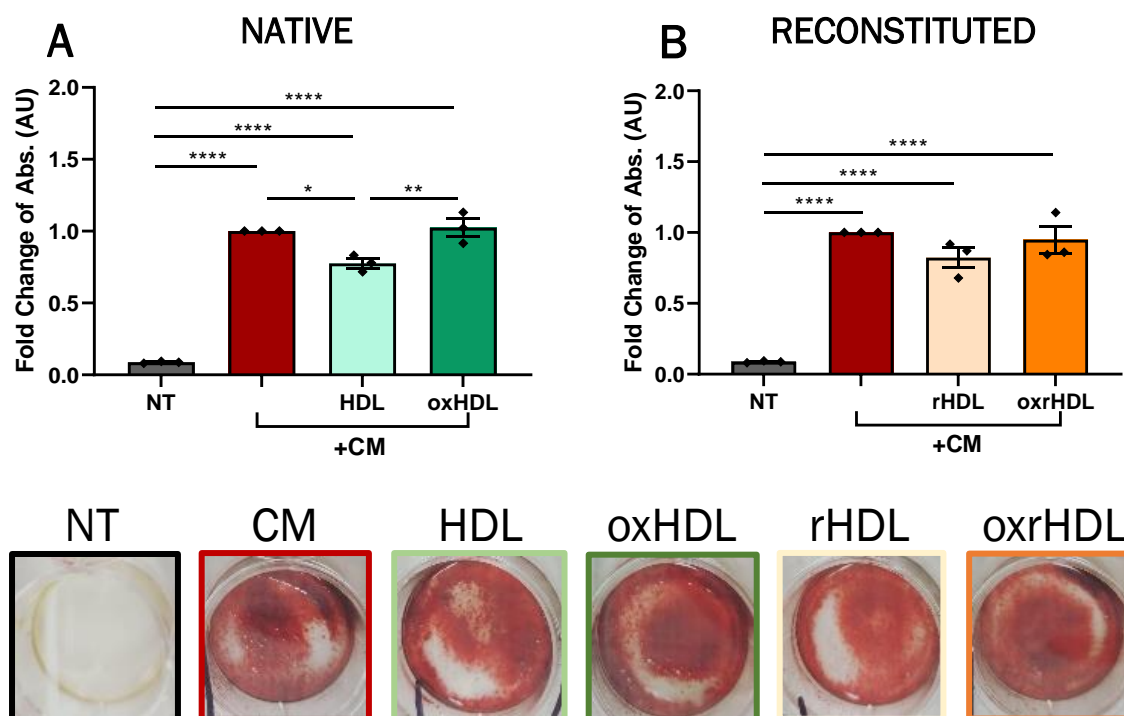 A
NATIVE
Fold Change of Abs. (AU)
2.0
1.5
1.0
0.5
0.0
****
****
****
*
**
NT
HDL
oxHDL
+CM
B
RECONSTITUTED
Fold Change of Abs. (AU)
2.0
1.5
1.0
0.5
0.0
****
****
****
NT
rHDL
oxrHDL
+CM
NT
CM
HDL
oxHDL
rHDL
oxrHDL